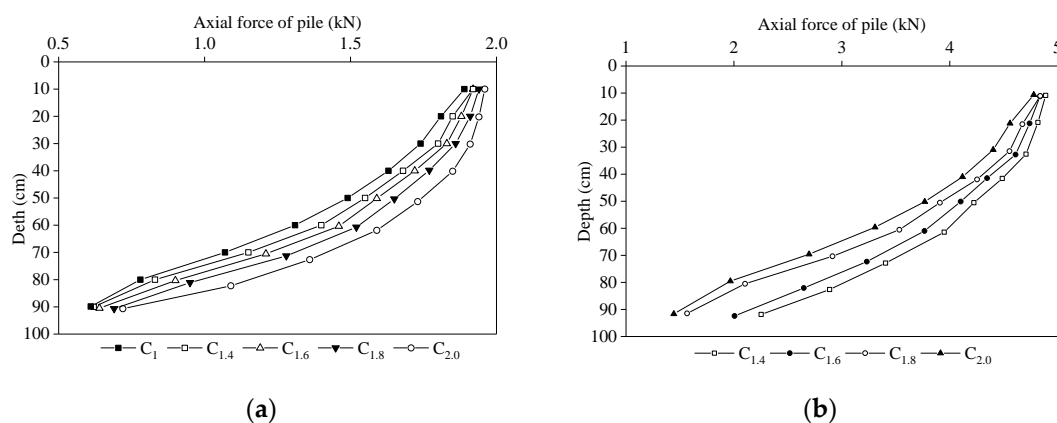 Axial force of pile (kN)
0.5 1.0 1.5 2.0
0
10
20
30
40
50
60
70
80
90
100
Deth (cm)
C1 C1.4 C1.6 C1.8 C2.0
(a)
Axial force of pile (kN)
1 2 3 4 5
0
10
20
30
40
50
60
70
80
90
100
Depth (cm)
C1.4 C1.6 C1.8 C2.0
(b)